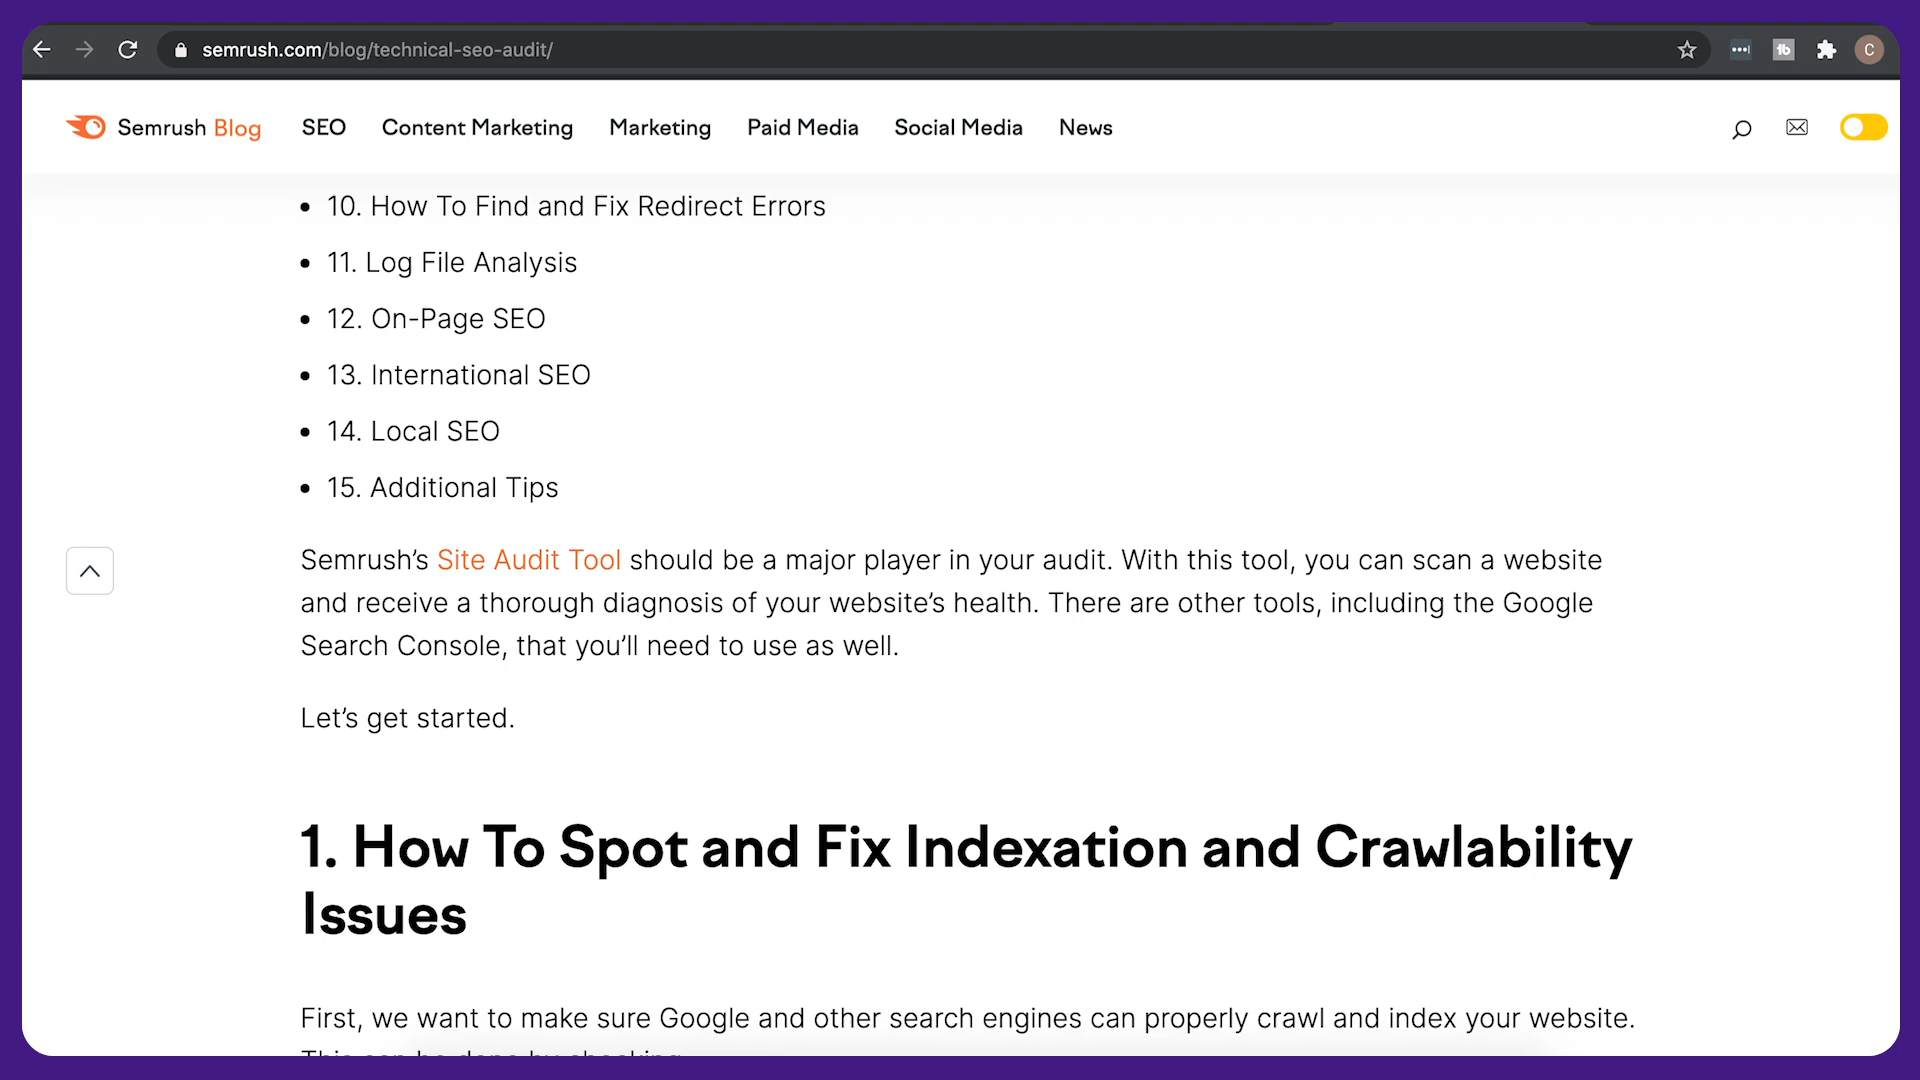 semrush.com/blog/technical-seo-audit/
C
Semrush Blog SEO Content Marketing Marketing Paid Media Social Media News
• 10. How To Find and Fix Redirect Errors
• 11. Log File Analysis
• 12. On-Page SEO
• 13. International SEO
• 14. Local SEO
• 15. Additional Tips
Semrush’s Site Audit Tool should be a major player in your audit. With this tool, you can scan a website
and receive a thorough diagnosis of your website’s health. There are other tools, including the Google
Search Console, that you’ll need to use as well.
Let’s get started.
1. How To Spot and Fix Indexation and Crawlability
Issues
First, we want to make sure Google and other search engines can properly crawl and index your website.